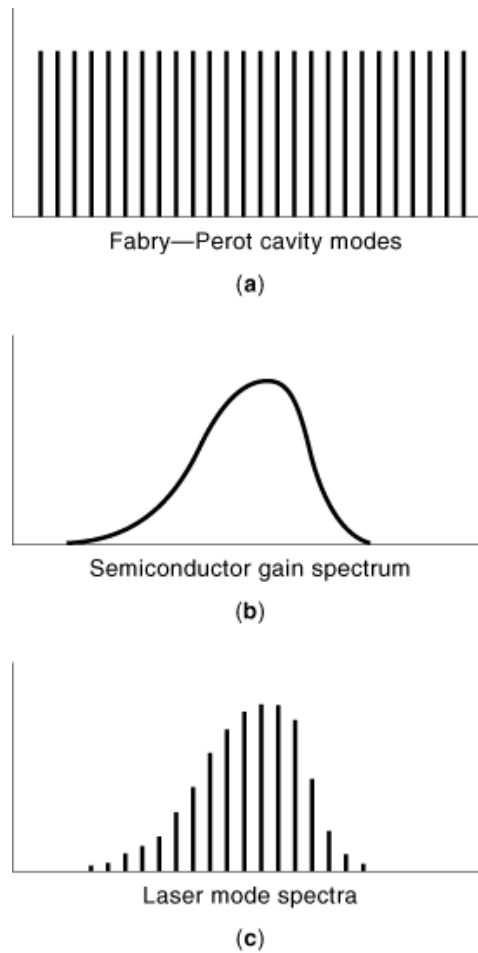 Fabry—Perot cavity modes
(a)
Semiconductor gain spectrum
(b)
Laser mode spectra
(c)